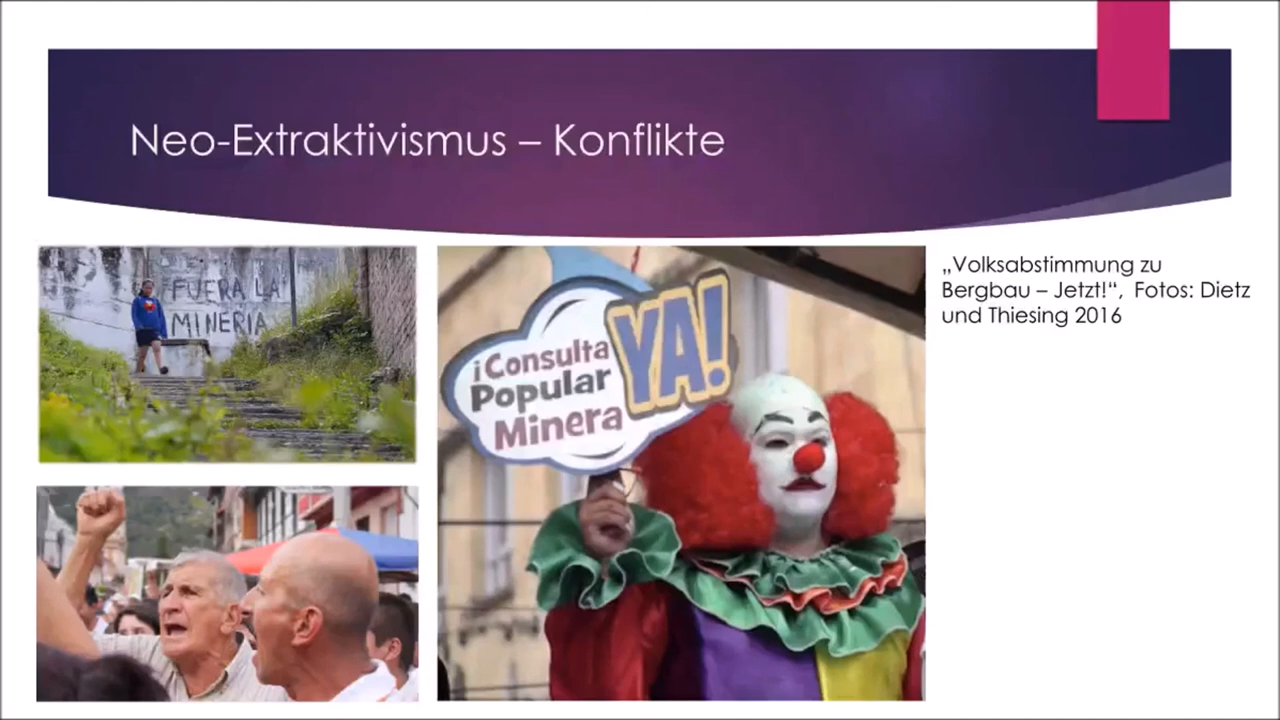 Neo-Extraktivismus – Konflikte
FUERA LA
MINERIA
¡Consulta
Popular
Minera
YA!
„Volksabstimmung zu
Bergbau – Jetzt!“, Fotos: Dietz
und Thiesing 2016